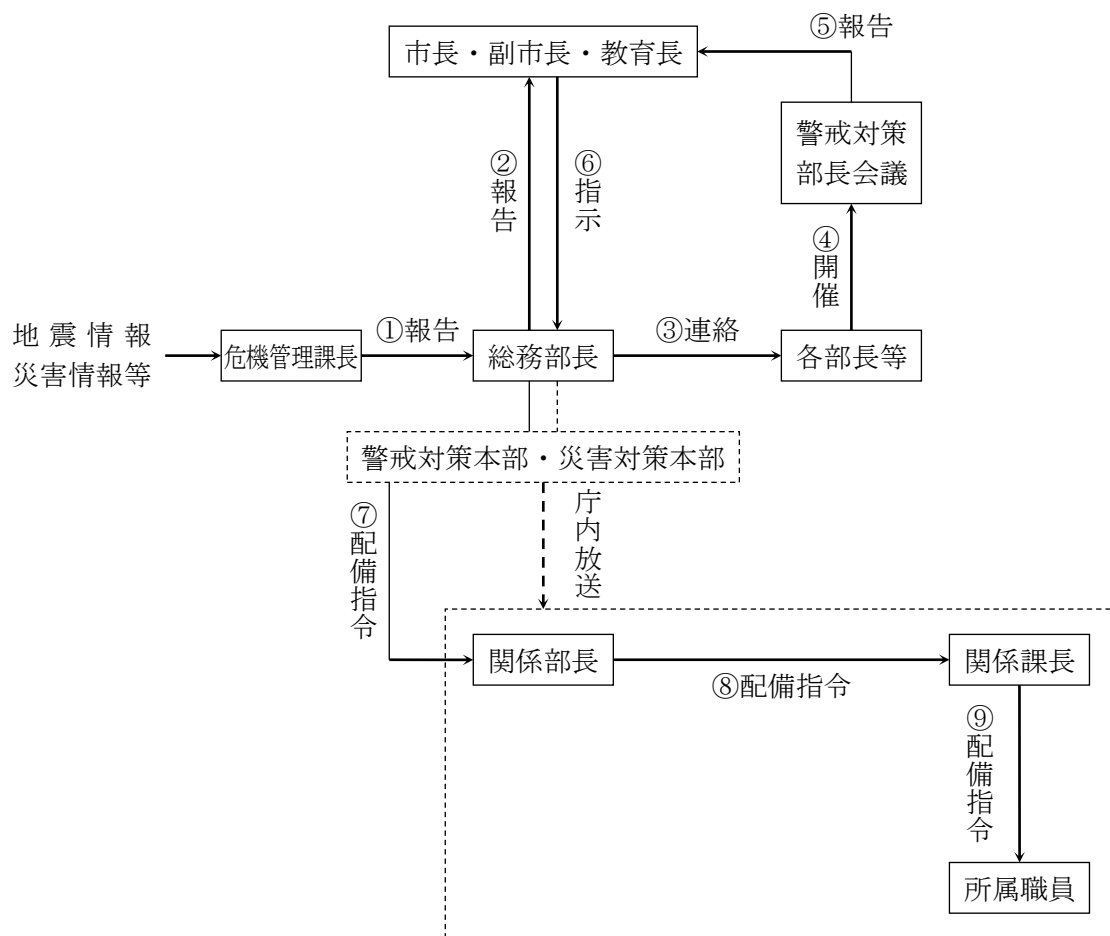 ⑤報告
市長・副市長・教育長
警戒対策
部長会議
②報告
⑥指示
④開催
地震情報
災害情報等
①報告
③連絡
危機管理課長
総務部長
各部長等
警戒対策本部・災害対策本部
⑦配備指令
庁内放送
関係部長
関係課長
⑧配備指令
⑨配備指令
所属職員